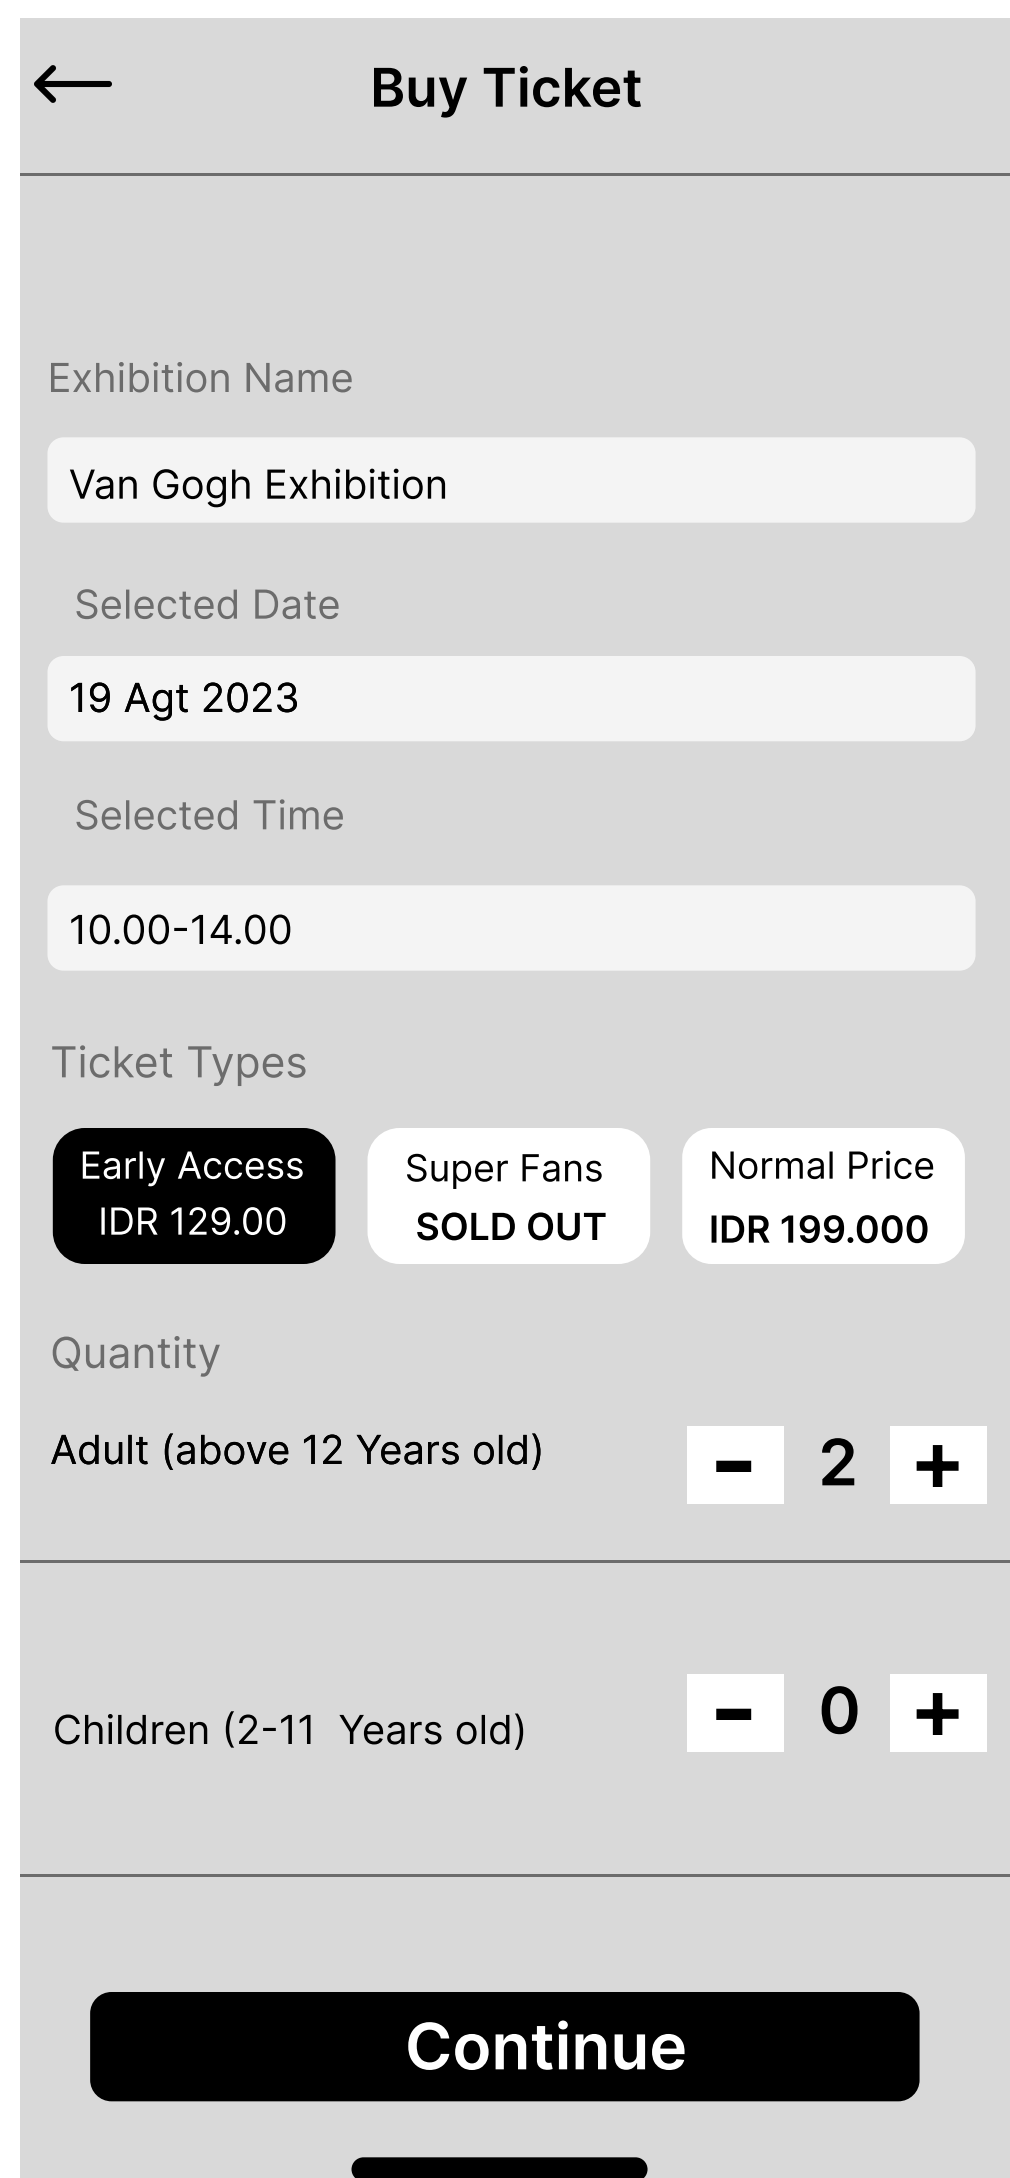 Buy Ticket
Exhibition Name
Van Gogh Exhibition
Selected Date
19 Agt 2023
Selected Time
10.00-14.00
Ticket Types
Early Access
IDR 129.00
Super Fans
SOLD OUT
Normal Price
IDR 199.000
Quantity
Adult (above 12 Years old)
- 2 +
Children (2-11  Years old)
- 0 +
Continue